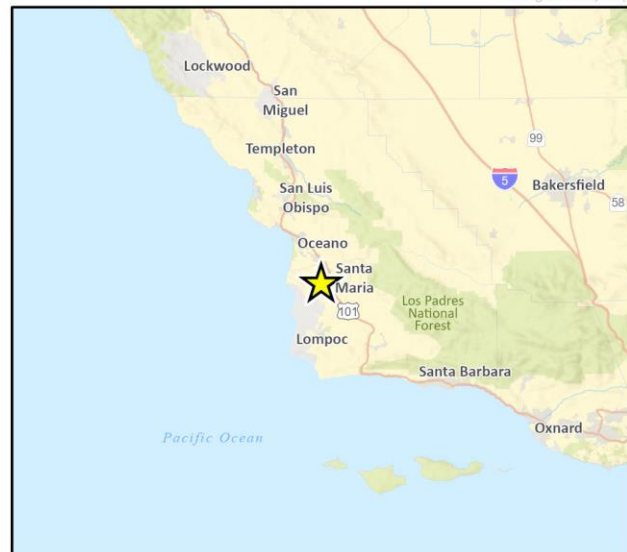 Lockwood
San
Miguel
Templeton
99
5
Bakersfield
58
San Luis
Obispo
Oceano
Santa
Maria
Los Padres
National
Forest
101
Lompoc
Santa Barbara
Oxnard
Pacific Ocean